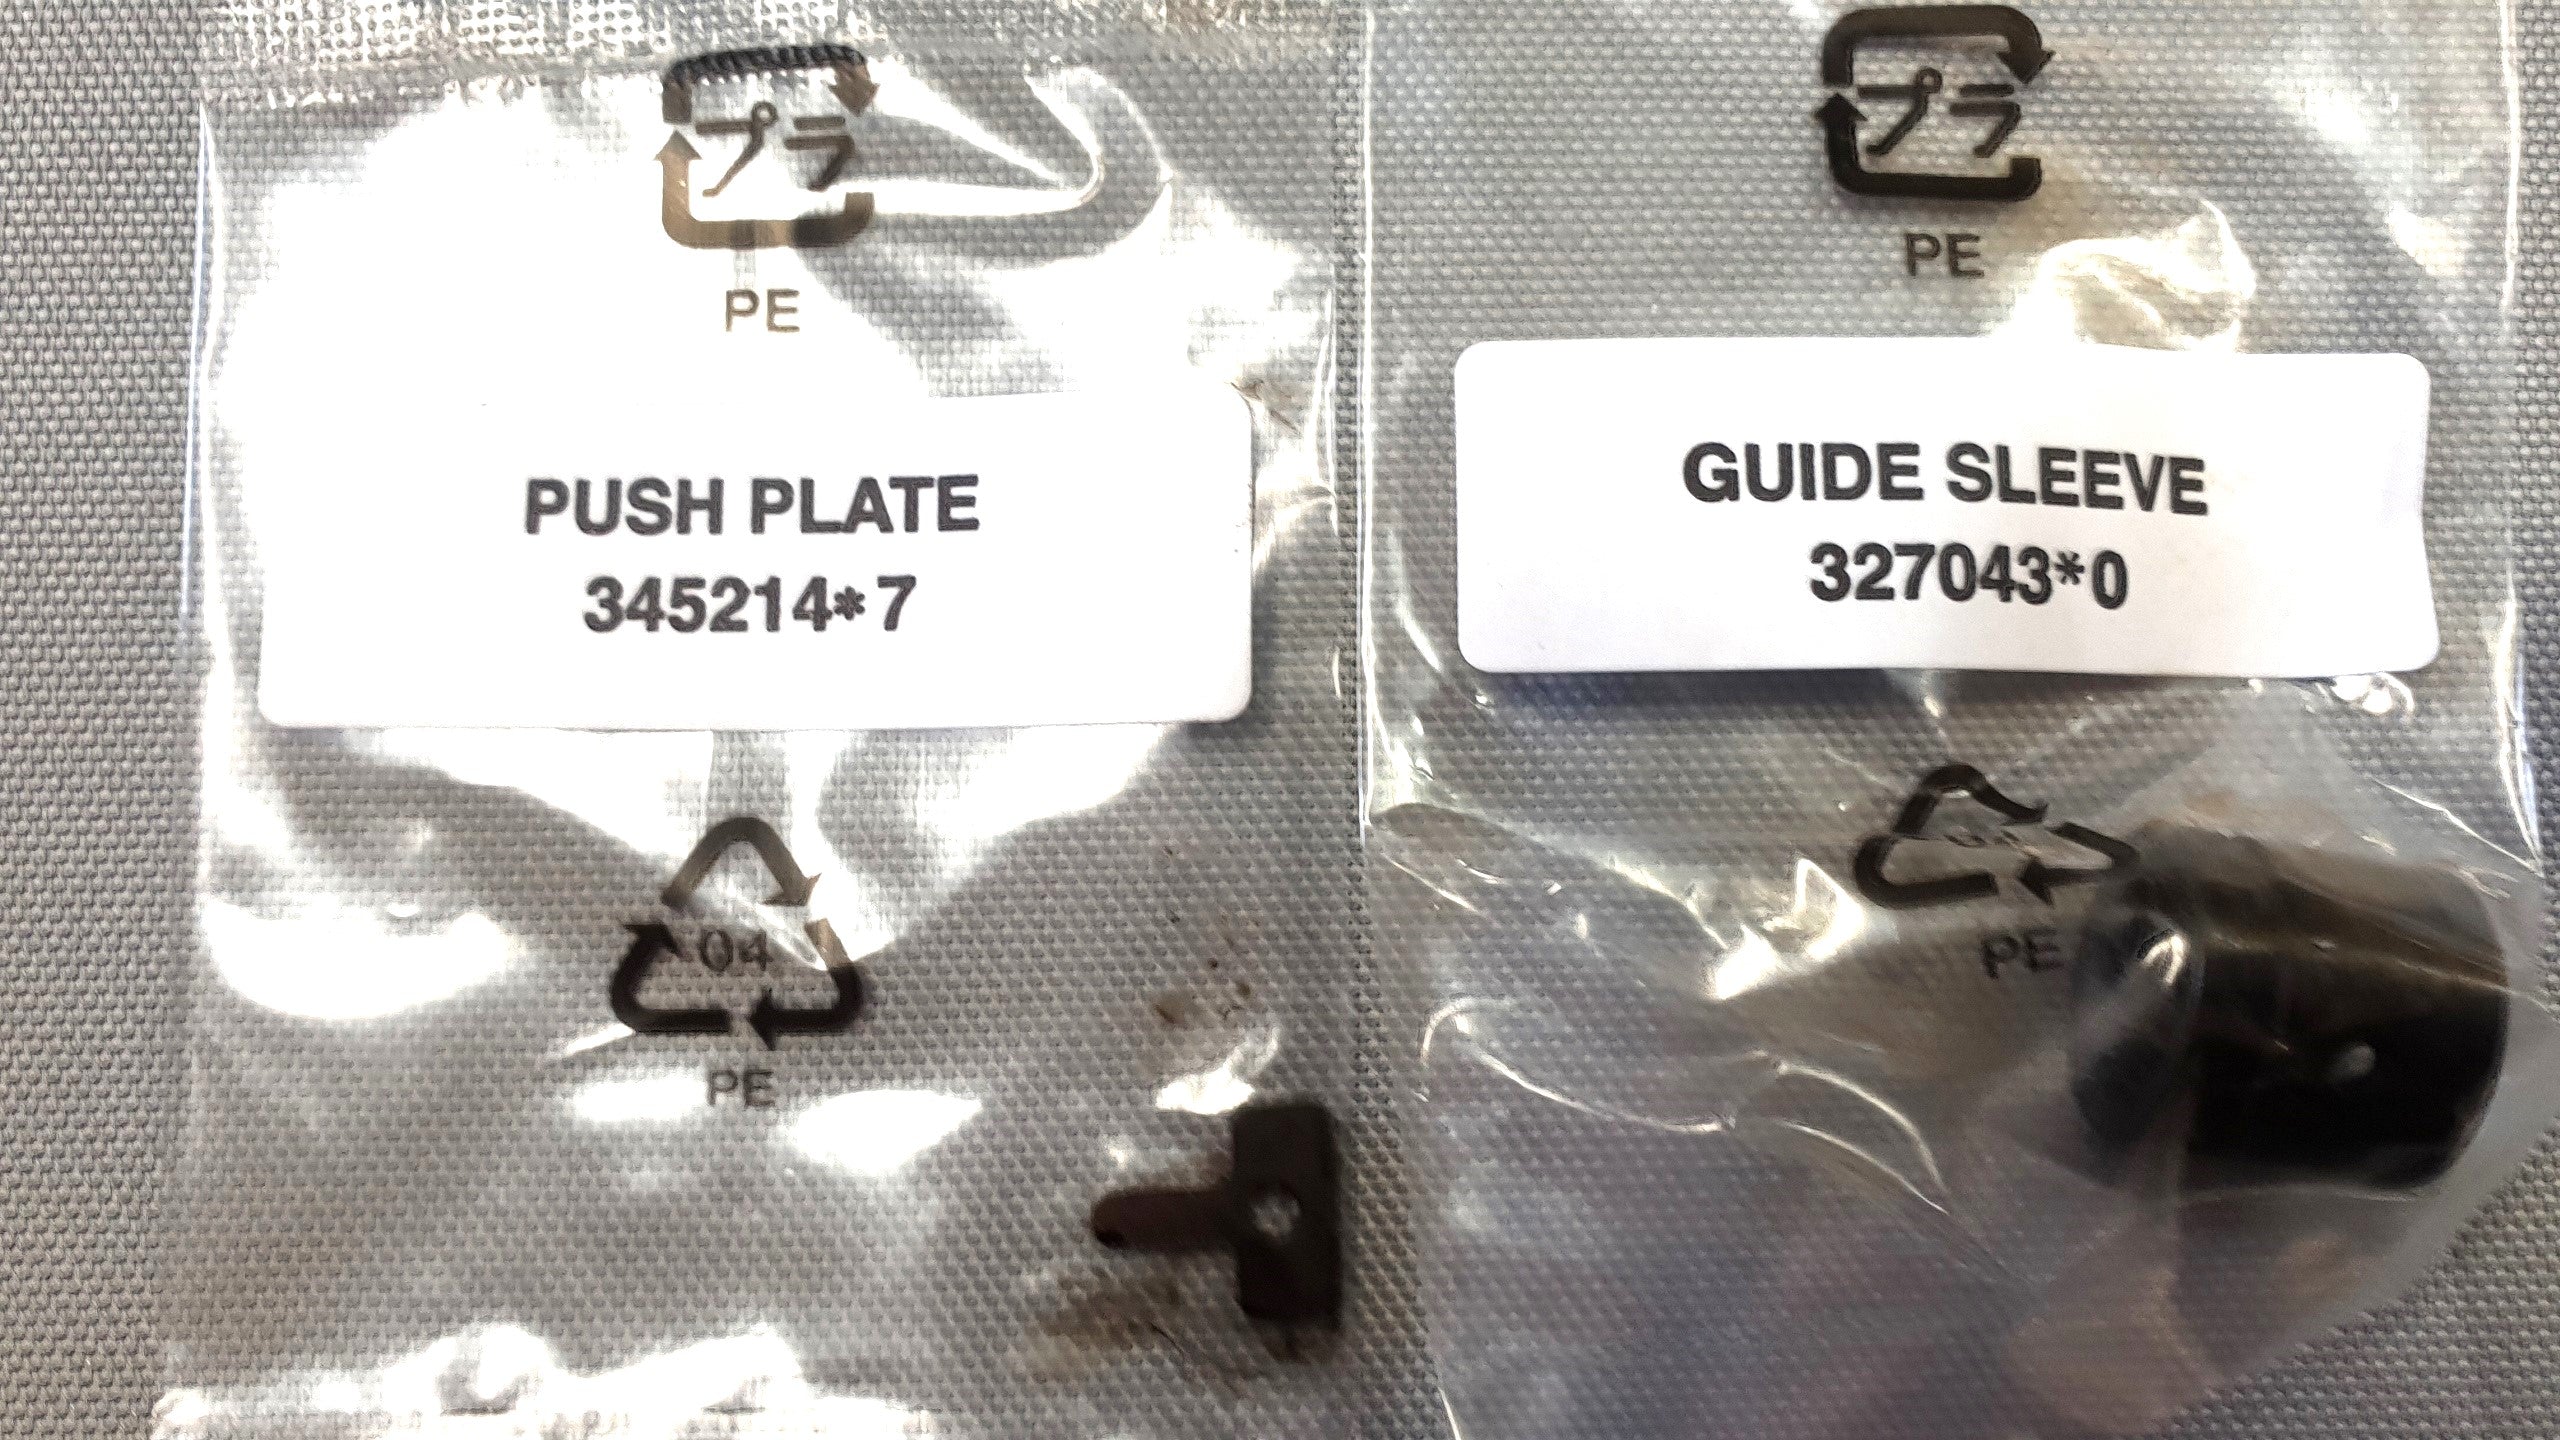 プラ
PE
PUSH PLATE
345214*7
04
PE
プラ
PE
GUIDE SLEEVE
327043*0
PE